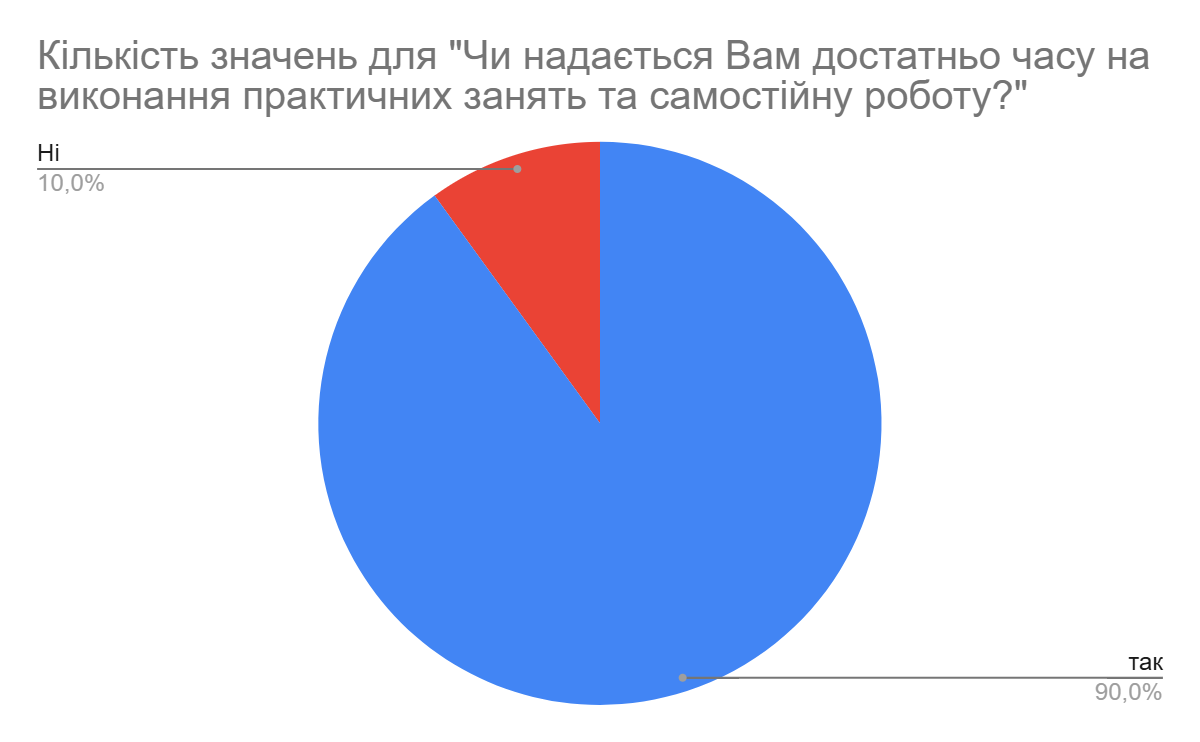 Кількість значень для "Чи надається Вам достатньо часу на
виконання практичних занять та самостійну роботу?"
Ні
10,0%
так
90,0%